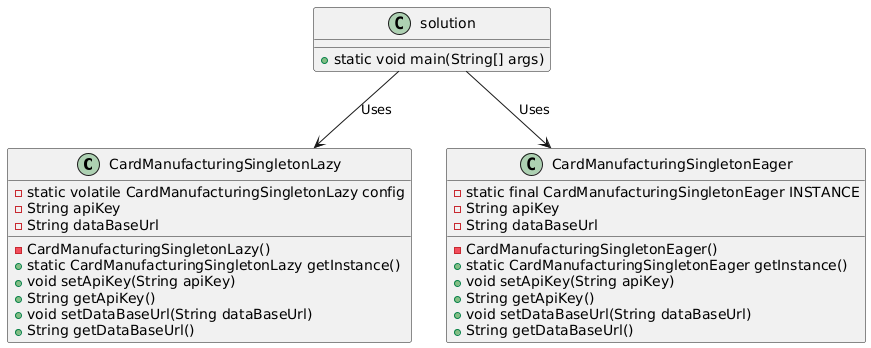 C solution
static void main(String[] args)
Uses
Uses
C CardManufacturingSingletonLazy
static volatile CardManufacturingSingletonLazy config
String apiKey
String dataBaseUrl
CardManufacturingSingletonLazy()
static CardManufacturingSingletonLazy getInstance()
void setApiKey(String apiKey)
String getApiKey()
void setDataBaseUrl(String dataBaseUrl)
String getDataBaseUrl()
C CardManufacturingSingletonEager
static final CardManufacturingSingletonEager INSTANCE
String apiKey
String dataBaseUrl
CardManufacturingSingletonEager()
static CardManufacturingSingletonEager getInstance()
void setApiKey(String apiKey)
String getApiKey()
void setDataBaseUrl(String dataBaseUrl)
String getDataBaseUrl()